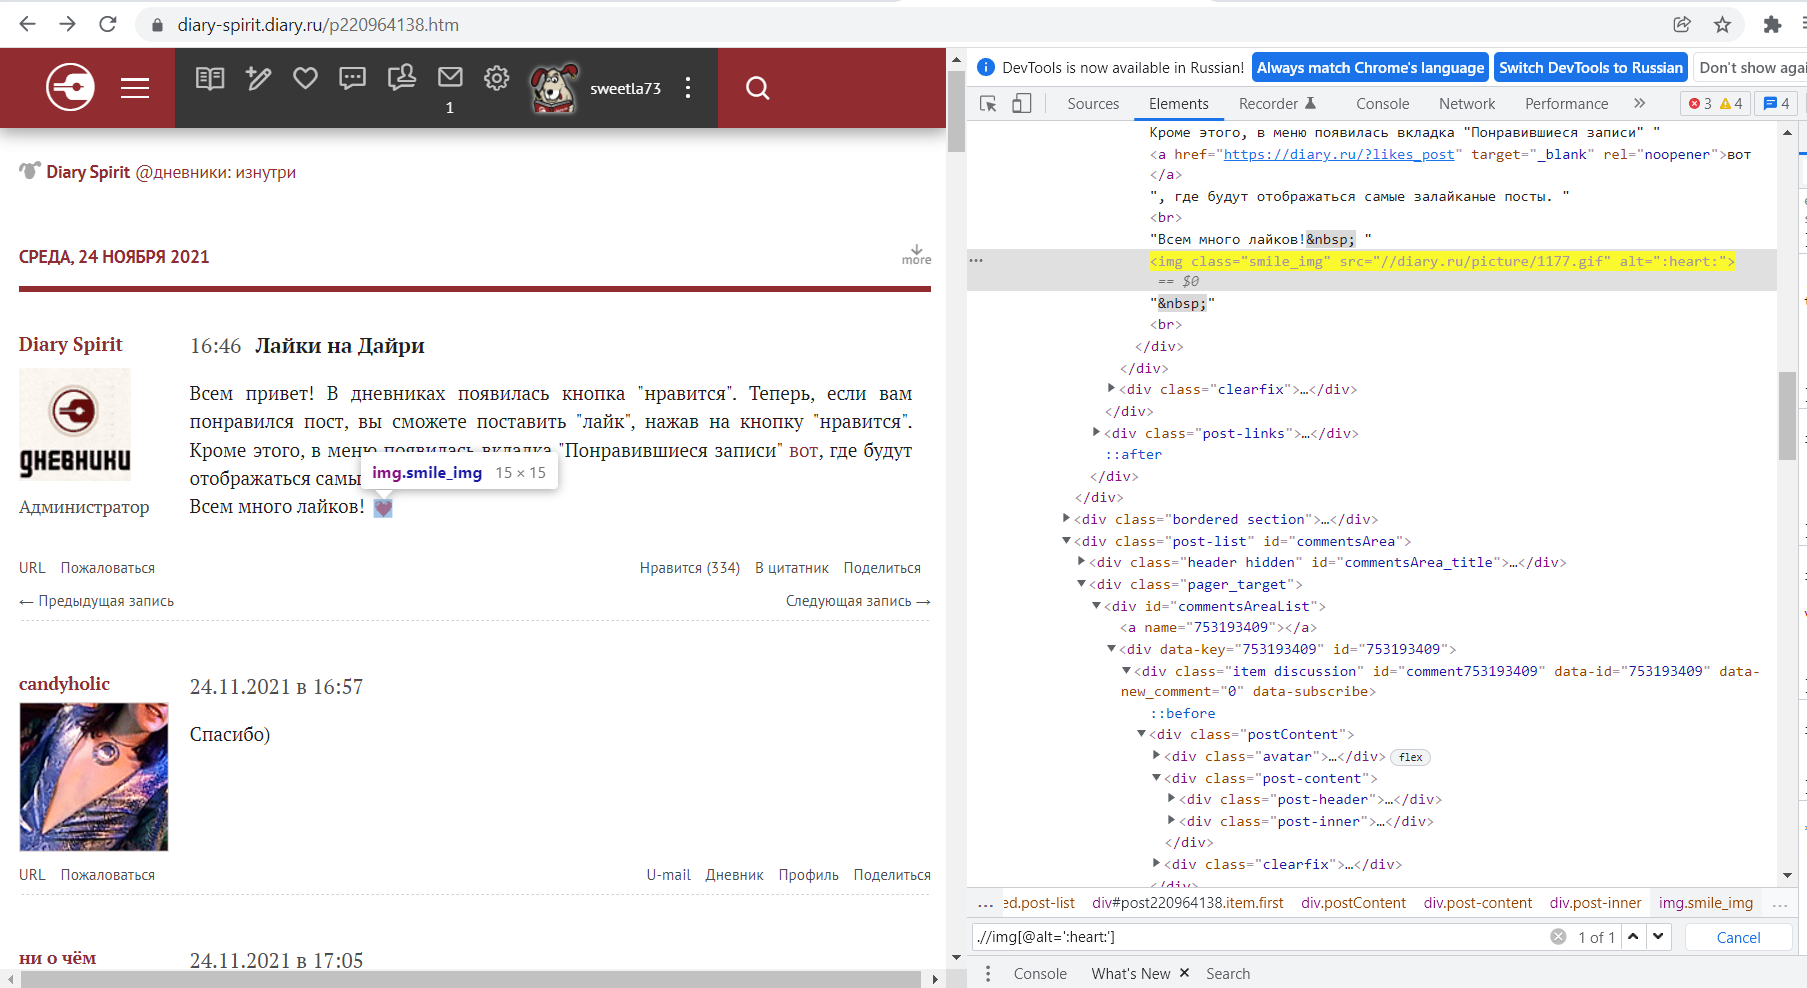 diary-spirit.diary.ru/p220964138.htm
1
sweetla73
Diary Spirit @дневники: изнутри
СРЕДА, 24 НОЯБРЯ 2021
more
Diary Spirit
16:46 Лайки на Дайри
Всем привет! В дневниках появилась кнопка "нравится". Теперь, если вам
понравился пост, вы сможете поставить "лайк", нажав на кнопку "нравится".
Кроме этого, в меню появилась вкладка "Понравившиеся записи" вот, где будут
отображаться самы
img.smile_img 15 × 15
Всем много лайков!
дневники
Администратор
URL Пожаловаться
Нравится (334) В цитатник Поделиться
← Предыдущая запись
Следующая запись →
candyholic
24.11.2021 в 16:57
Спасибо)
URL Пожаловаться
U-mail Дневник Профиль Поделиться
ни о чём
24.11.2021 в 17:05
DevTools is now available in Russian! Always match Chrome's language Switch DevTools to Russian Don't show agai
Sources Elements Recorder Console Network Performance » 3 4 4
Кроме этого, в меню появилась вкладка "Понравившиеся записи" "
<a href="https://diary.ru/?likes_post" target="_blank" rel="noopener">вот
</a>
", где будут отображаться самые залайканые посты. "
<br>
"Всем много лайков!&nbsp; "
<img class="smile_img" src="//diary.ru/picture/1177.gif" alt=":heart:">
== $0
"&nbsp;"
<br>
</div>
</div>
<div class="clearfix">…</div>
</div>
<div class="post-links">…</div>
::after
</div>
</div>
<div class="bordered section">…</div>
<div class="post-list" id="commentsArea">
<div class="header hidden" id="commentsArea_title">…</div>
<div class="pager_target">
<div id="commentsAreaList">
<a name="753193409"></a>
<div data-key="753193409" id="753193409">
<div class="item discussion" id="comment753193409" data-id="753193409" data-
new_comment="0" data-subscribe>
::before
<div class="postContent">
<div class="avatar">…</div> flex
<div class="post-content">
<div class="post-header">…</div>
<div class="post-inner">…</div>
</div>
<div class="clearfix">…</div>
</div>
... ed.post-list div#post220964138.item.first div.postContent div.post-content div.post-inner img.smile_img ...
.//img[@alt=':heart:'] 1 of 1 Cancel
Console What's New × Search